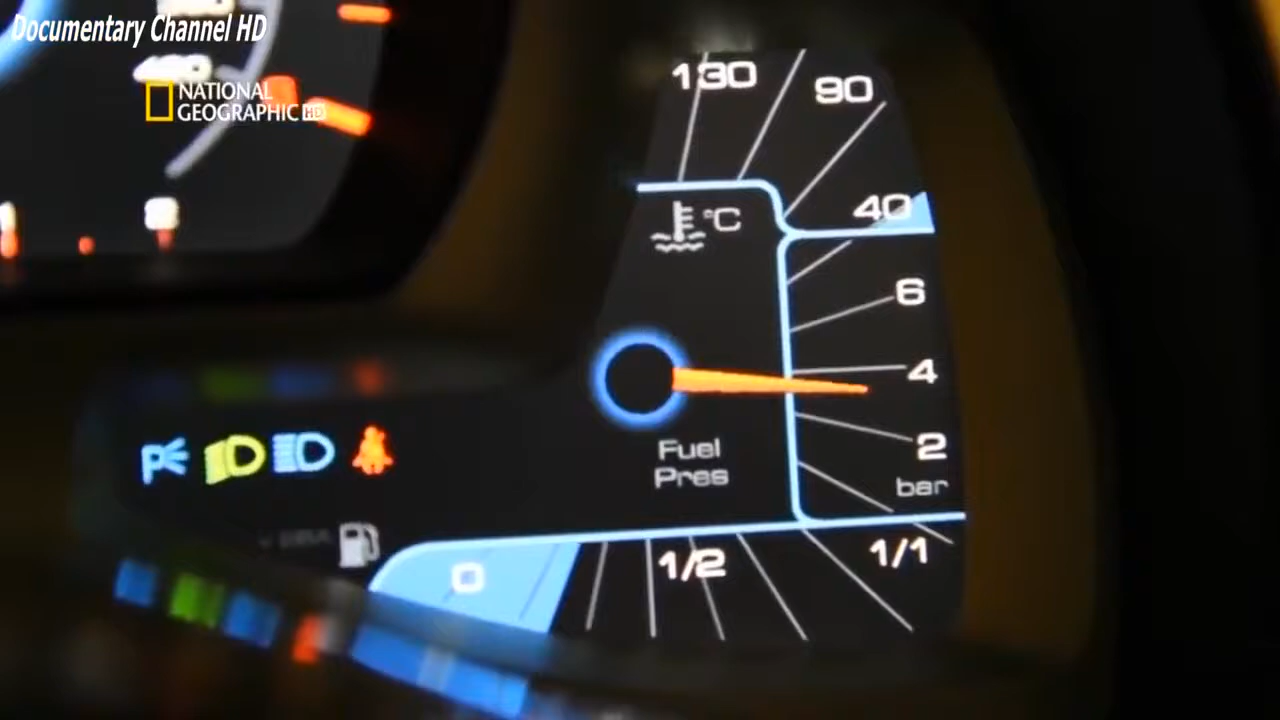 Documentary Channel HD
NATIONAL
GEOGRAPHIC HD
130
90
40
°C
6
4
2
bar
Fuel
Pres
0
1/2
1/1